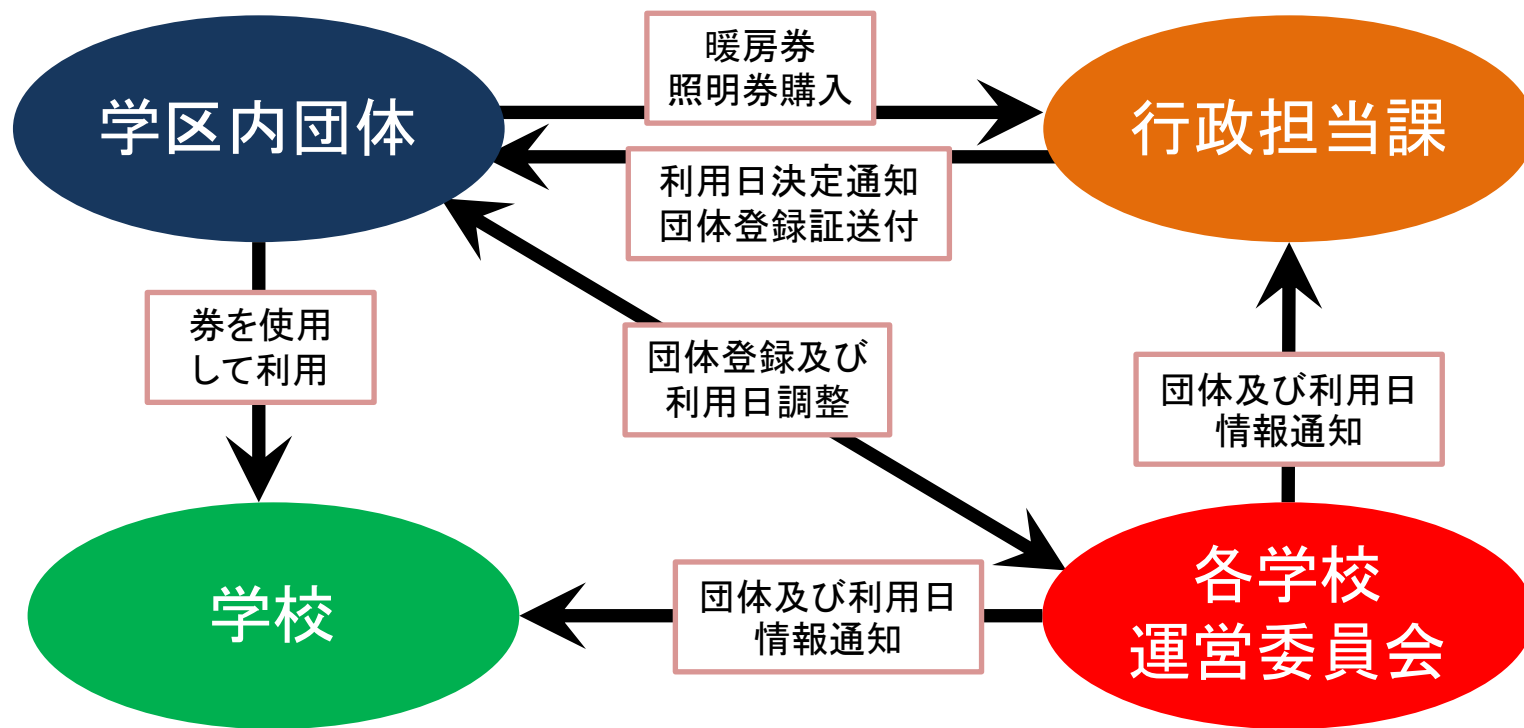 学区内団体
暖房券
照明券購入
行政担当課
利用日決定通知
団体登録証送付
券を使用
して利用
団体登録及び
利用日調整
団体及び利用日
情報通知
学校
団体及び利用日
情報通知
各学校
運営委員会